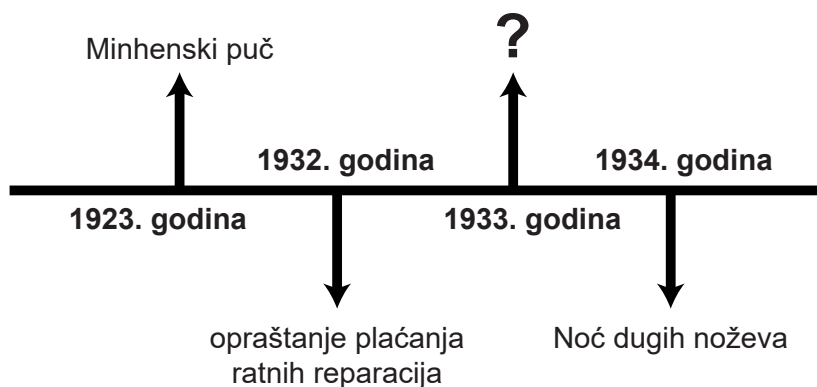 Minhenski puč
?
1932. godina
1934. godina
1923. godina
1933. godina
opraštanje plaćanja
ratnih reparacija
Noć dugih noževa